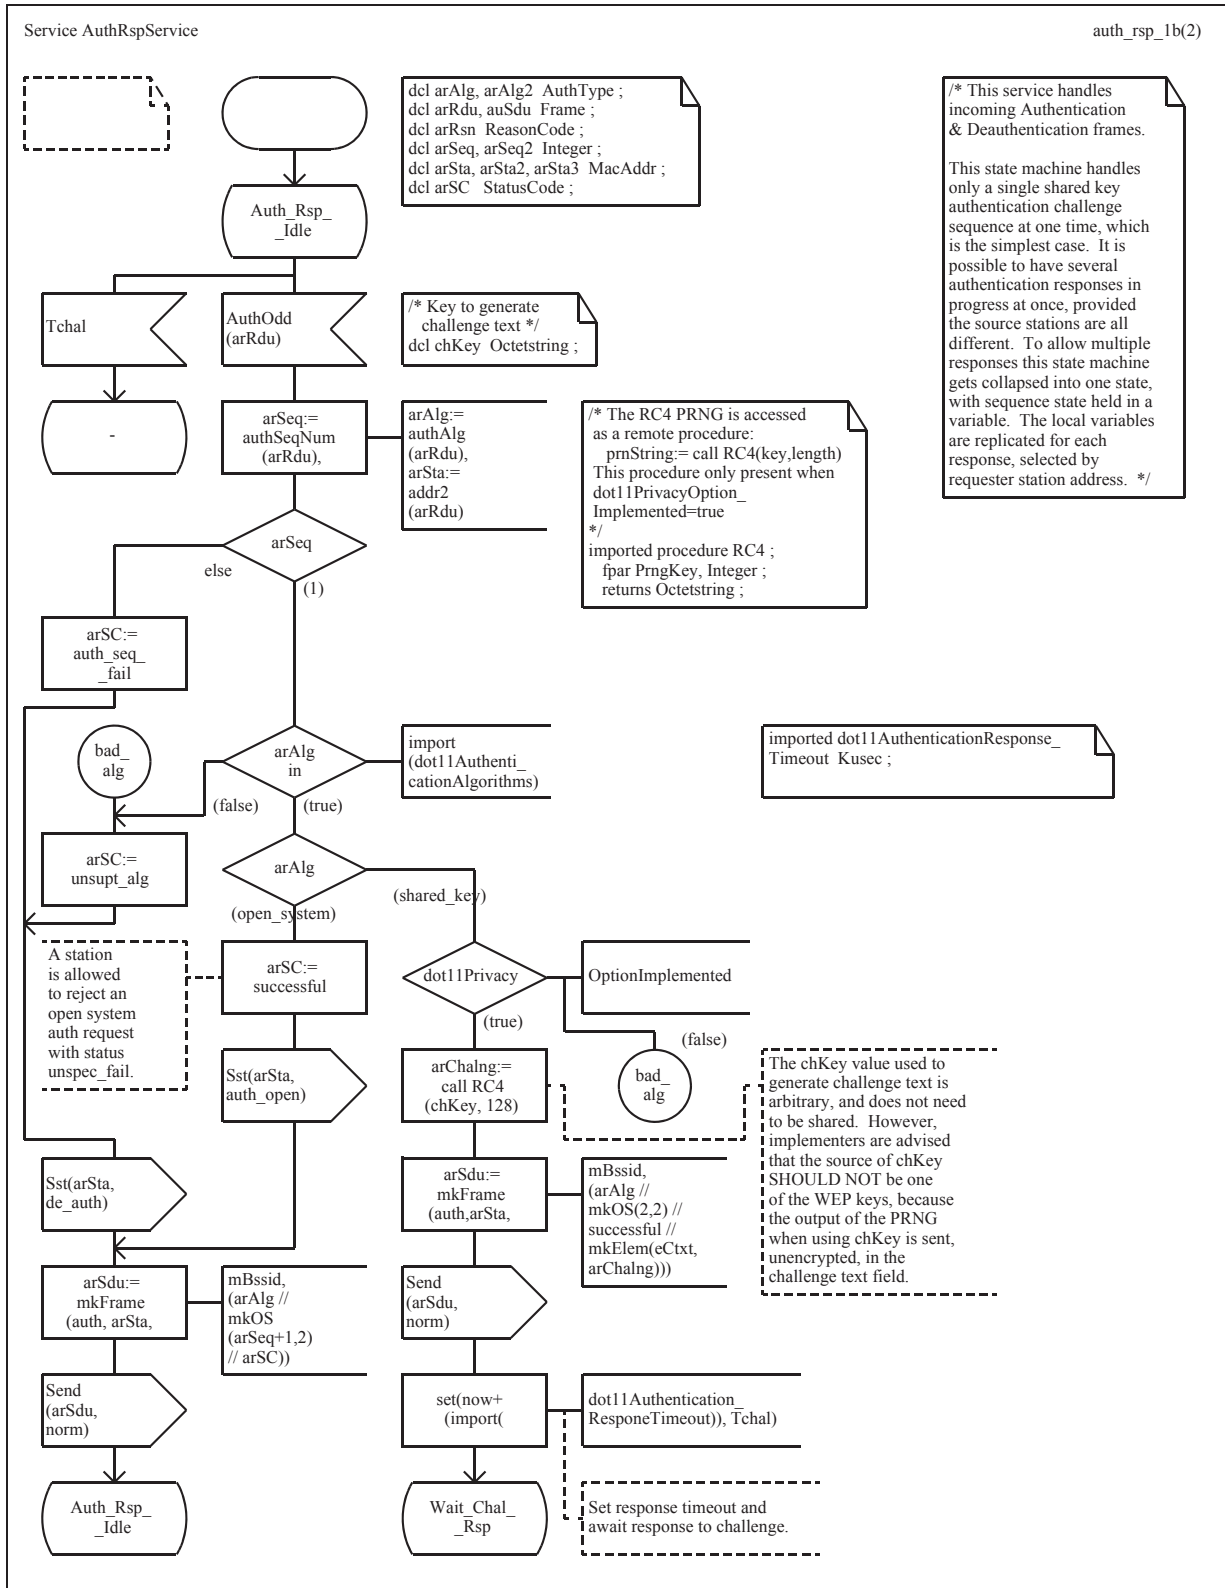 Service AuthRspService
auth_rsp_1b(2)
dcl arAlg, arAlg2 AuthType ;
dcl arRdu, auSdu Frame ;
dcl arRsn ReasonCode ;
dcl arSeq, arSeq2 Integer ;
dcl arSta, arSta2, arSta3 MacAddr ;
dcl arSC StatusCode ;
/* This service handles
incoming Authentication
& Deauthentication frames.
This state machine handles
only a single shared key
authentication challenge
sequence at one time, which
is the simplest case. It is
possible to have several
authentication responses in
progress at once, provided
the source stations are all
different. To allow multiple
responses this state machine
gets collapsed into one state,
with sequence state held in a
variable. The local variables
are replicated for each
response, selected by
requester station address. */
Auth_Rsp_
_Idle
Tchal
AuthOdd
(arRdu)
/* Key to generate
challenge text */
dcl chKey Octetstring ;
-
arSeq:=
authSeqNum
(arRdu),
arAlg:=
authAlg
(arRdu),
arSta:=
addr2
(arRdu)
/* The RC4 PRNG is accessed
as a remote procedure:
prnString:= call RC4(key,length)
This procedure only present when
dot11PrivacyOption_
Implemented=true
*/
imported procedure RC4 ;
fpar PrngKey, Integer ;
returns Octetstring ;
arSeq
else
(1)
arSC:=
auth_seq_
_fail
bad_
alg
arAlg
in
import
(dot11Authenti_
cationAlgorithms)
imported dot11AuthenticationResponse_
Timeout Kusec ;
(false)
(true)
arSC:=
unsupt_alg
arAlg
(shared_key)
(open_system)
A station
is allowed
to reject an
open system
auth request
with status
unspec_fail.
arSC:=
successful
dot11Privacy
OptionImplemented
(true)
(false)
Sst(arSta,
auth_open)
arChalng:=
call RC4
(chKey, 128)
bad_
alg
The chKey value used to
generate challenge text is
arbitrary, and does not need
to be shared. However,
implementers are advised
that the source of chKey
SHOULD NOT be one
of the WEP keys, because
the output of the PRNG
when using chKey is sent,
unencrypted, in the
challenge text field.
Sst(arSta,
de_auth)
arSdu:=
mkFrame
(auth,arSta,
mBssid,
(arAlg //
mkOS(2,2) //
successful //
mkElem(eCtxt,
arChalng)))
arSdu:=
mkFrame
(auth, arSta,
mBssid,
(arAlg //
mkOS
(arSeq+1,2)
// arSC))
Send
(arSdu,
norm)
Send
(arSdu,
norm)
set(now+
(import(
dot11Authentication_
ResponeTimeout)), Tchal)
Auth_Rsp_
_Idle
Wait_Chal_
_Rsp
Set response timeout and
await response to challenge.